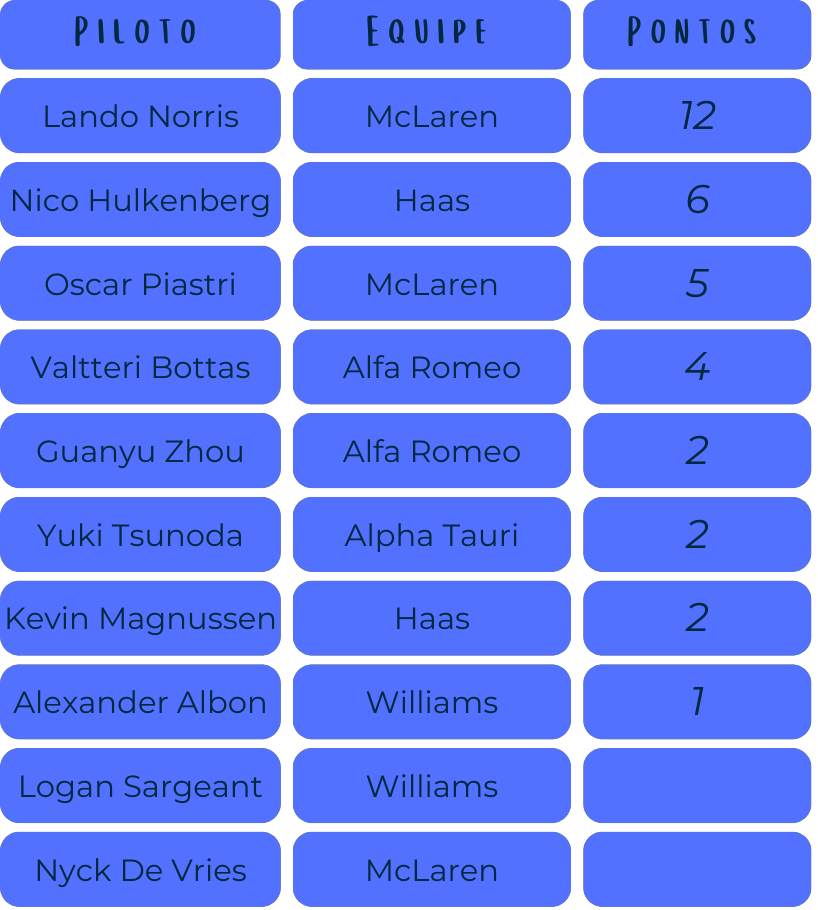 Piloto Equipe Pontos
Lando Norris McLaren 12
Nico Hulkenberg Haas 6
Oscar Piastri McLaren 5
Valtteri Bottas Alfa Romeo 4
Guanyu Zhou Alfa Romeo 2
Yuki Tsunoda Alpha Tauri 2
Kevin Magnussen Haas 2
Alexander Albon Williams 1
Logan Sargeant Williams
Nyck De Vries McLaren